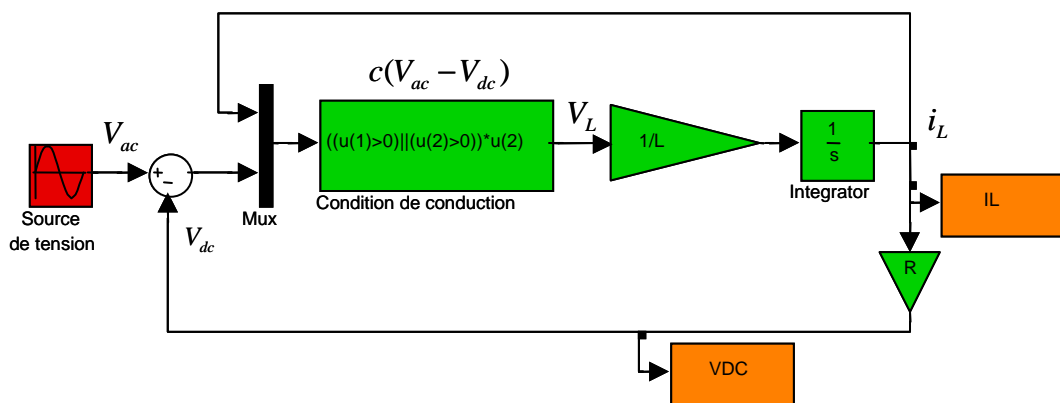 c(V_ac − V_dc)
V_ac
+
−
V_dc
Source
de tension
Mux
((u(1)>0)||(u(2)>0))*u(2)
Condition de conduction
V_L
1/L
1
s
Integrator
i_L
IL
R
VDC